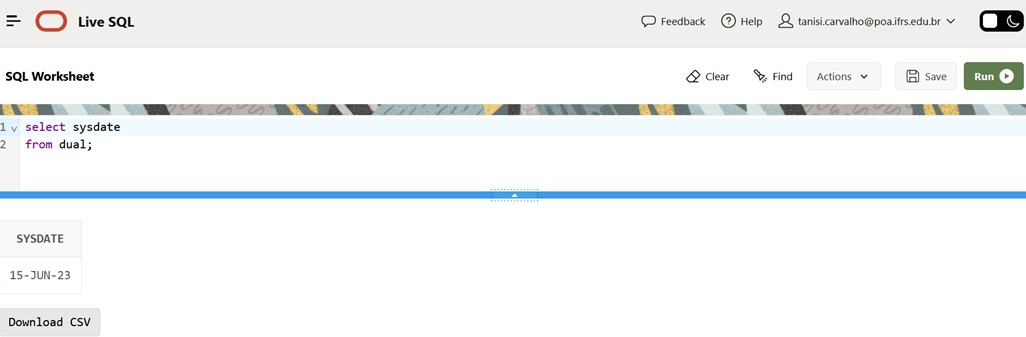 Live SQL Feedback Help tanisi.carvalho@poa.ifrs.edu.br
SQL Worksheet Clear Find Actions Save Run
1 select sysdate
2 from dual;
SYSDATE
15-JUN-23
Download CSV